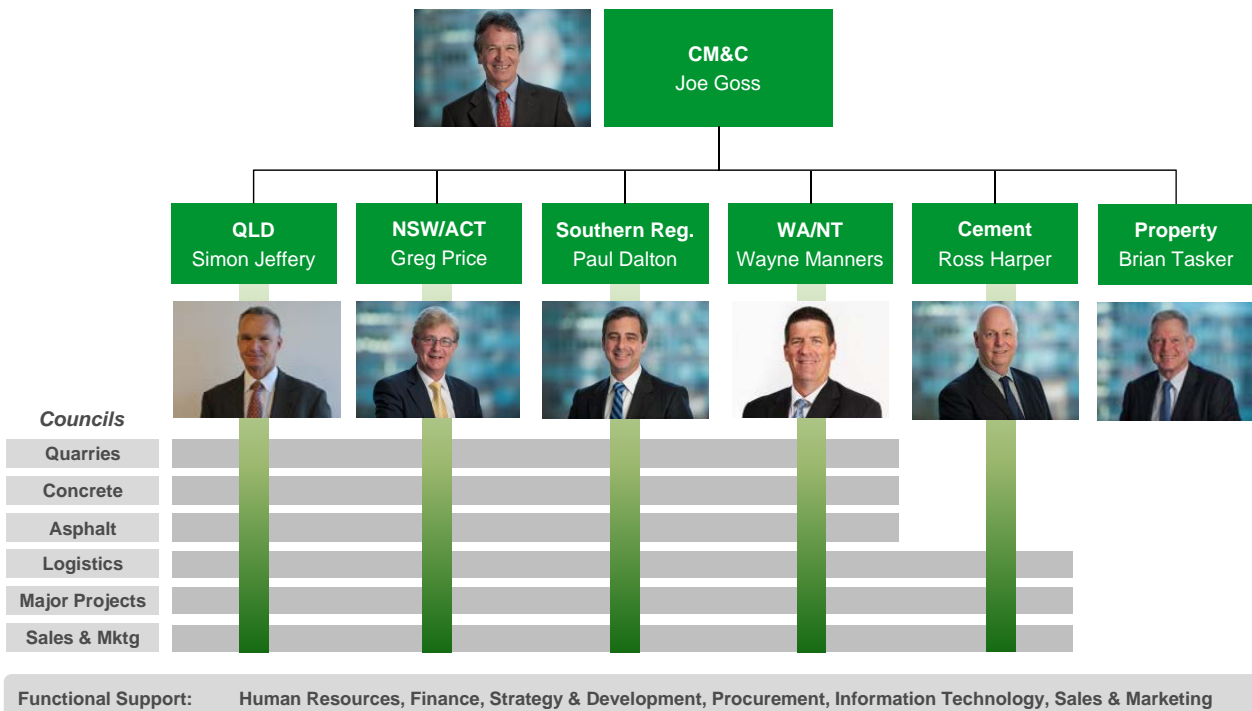 CM&C
Joe Goss
QLD
Simon Jeffery
NSW/ACT
Greg Price
Southern Reg.
Paul Dalton
WA/NT
Wayne Manners
Cement
Ross Harper
Property
Brian Tasker
Councils
Quarries
Concrete
Asphalt
Logistics
Major Projects
Sales & Mktg
Functional Support: Human Resources, Finance, Strategy & Development, Procurement, Information Technology, Sales & Marketing